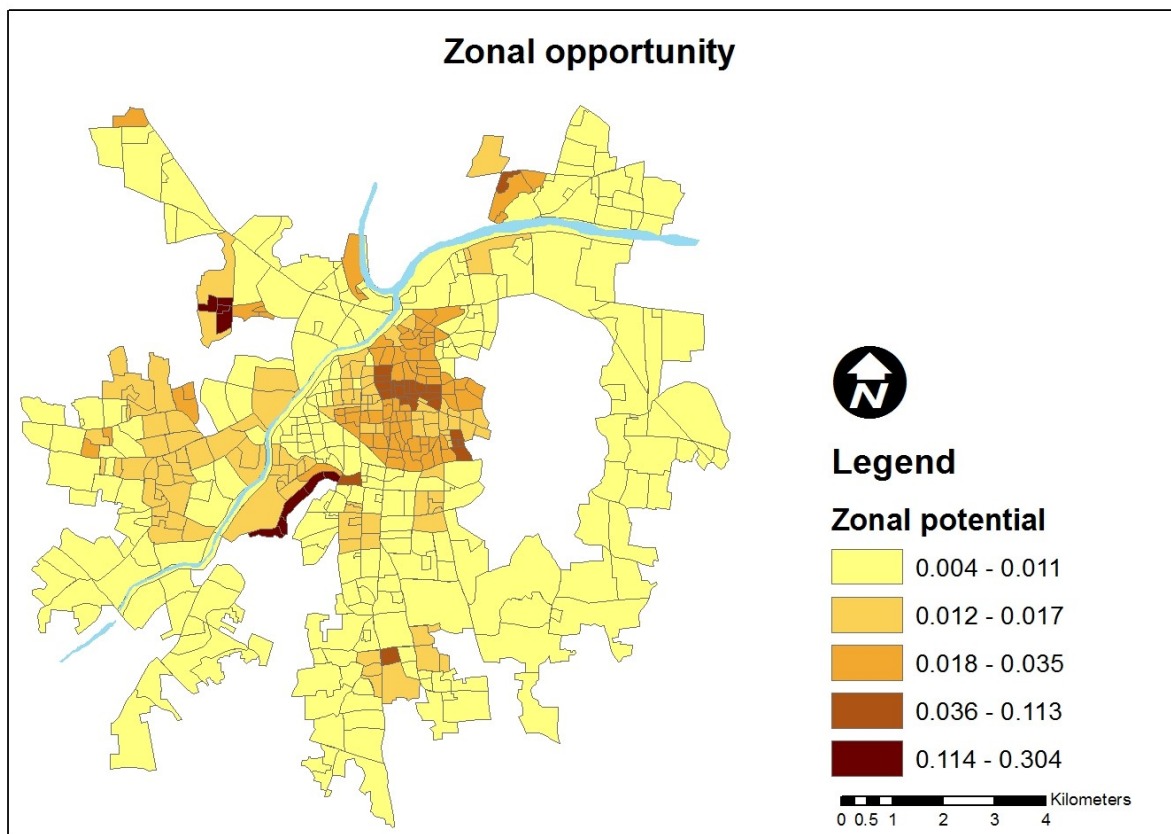 Zonal opportunity
N
Legend
Zonal potential
0.004 - 0.011
0.012 - 0.017
0.018 - 0.035
0.036 - 0.113
0.114 - 0.304
Kilometers
0 0.5 1 2 3 4